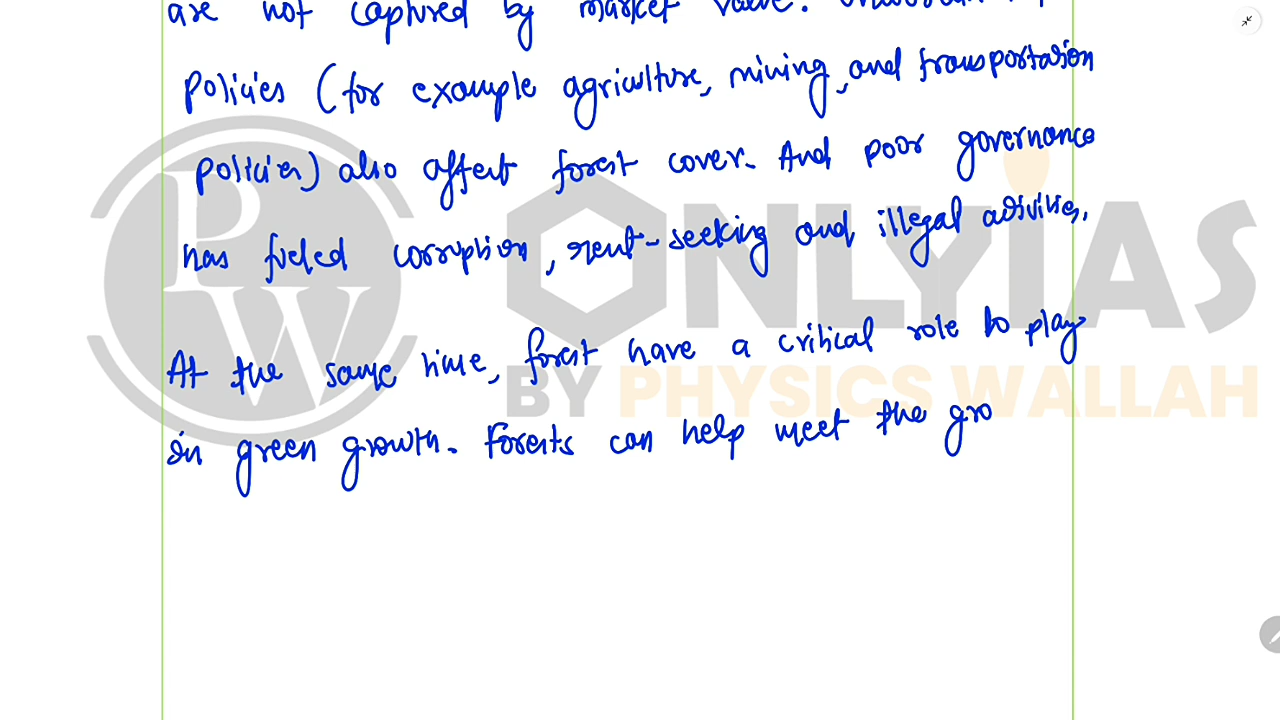 are not captured by market value.
policies (for example agriculture, mining, and transportation
policies) also affect forest cover. And poor governance
has fueled corruption, rent-seeking and illegal activities.
At the same time, forest have a critical role to play
in green growth. Forests can help meet the gro
PW
ONLYIAS
BY PHYSICS WALLAH